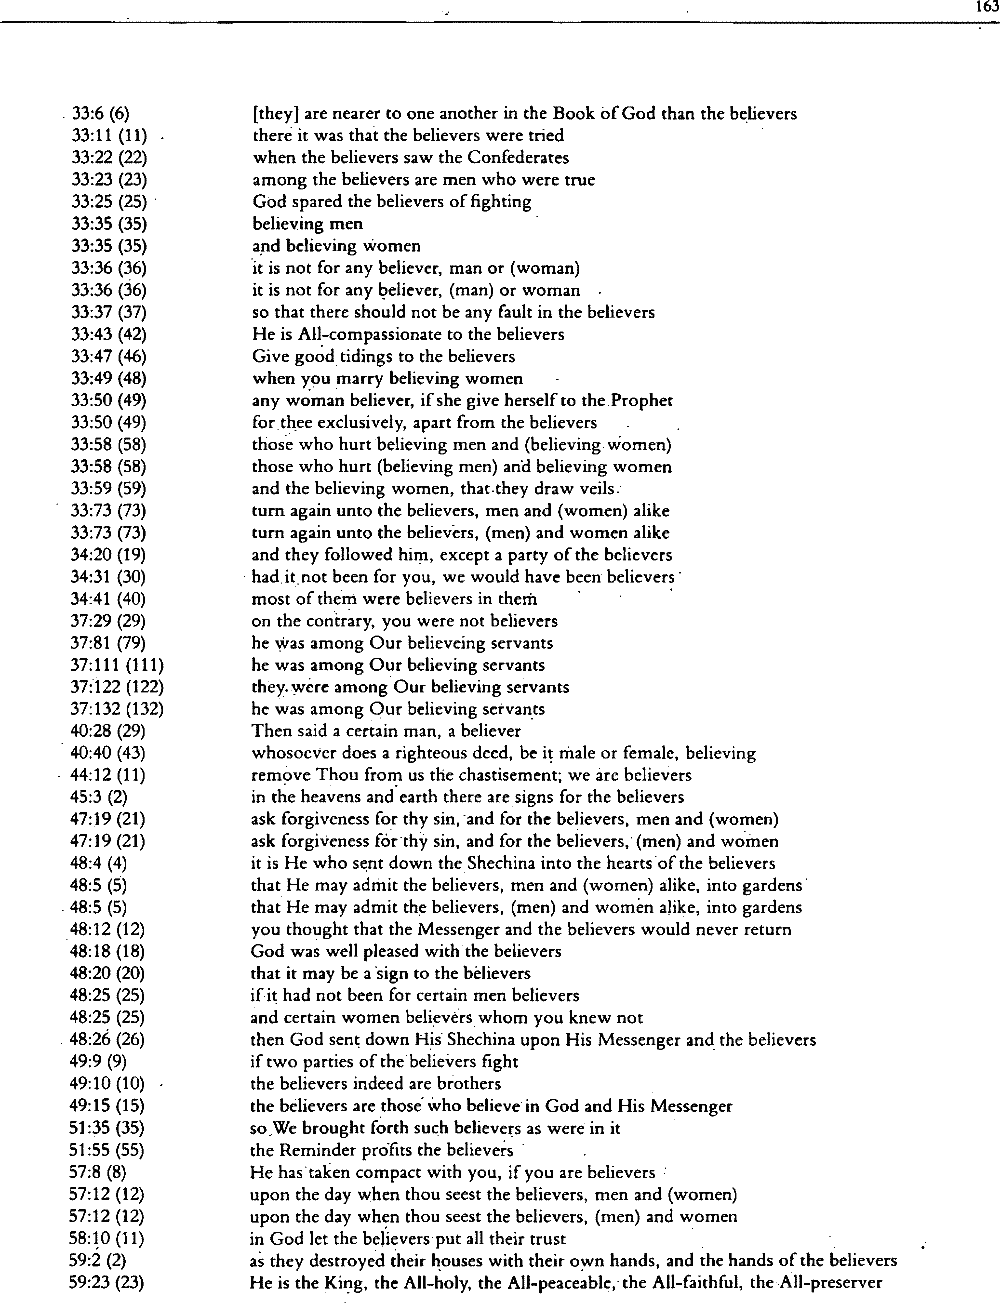 163
33:6 (6) [they] are nearer to one another in the Book of God than the believers
33:11 (11) there it was that the believers were tried
33:22 (22) when the believers saw the Confederates
33:23 (23) among the believers are men who were true
33:25 (25) God spared the believers of fighting
33:35 (35) believing men
33:35 (35) and believing women
33:36 (36) it is not for any believer, man or (woman)
33:36 (36) it is not for any believer, (man) or woman
33:37 (37) so that there should not be any fault in the believers
33:43 (42) He is All-compassionate to the believers
33:47 (46) Give good tidings to the believers
33:49 (48) when you marry believing women
33:50 (49) any woman believer, if she give herself to the Prophet
33:50 (49) for thee exclusively, apart from the believers
33:58 (58) those who hurt believing men and (believing women)
33:58 (58) those who hurt (believing men) and believing women
33:59 (59) and the believing women, that they draw veils
33:73 (73) turn again unto the believers, men and (women) alike
33:73 (73) turn again unto the believers, (men) and women alike
34:20 (19) and they followed him, except a party of the believers
34:31 (30) had it not been for you, we would have been believers
34:41 (40) most of them were believers in them
37:29 (29) on the contrary, you were not believers
37:81 (79) he was among Our believeing servants
37:111 (111) he was among Our believing servants
37:122 (122) they were among Our believing servants
37:132 (132) he was among Our believing servants
40:28 (29) Then said a certain man, a believer
40:40 (43) whosoever does a righteous deed, be it male or female, believing
44:12 (11) remove Thou from us the chastisement; we are believers
45:3 (2) in the heavens and earth there are signs for the believers
47:19 (21) ask forgiveness for thy sin, and for the believers, men and (women)
47:19 (21) ask forgiveness for thy sin, and for the believers, (men) and women
48:4 (4) it is He who sent down the Shechina into the hearts of the believers
48:5 (5) that He may admit the believers, men and (women) alike, into gardens
48:5 (5) that He may admit the believers, (men) and women alike, into gardens
48:12 (12) you thought that the Messenger and the believers would never return
48:18 (18) God was well pleased with the believers
48:20 (20) that it may be a sign to the believers
48:25 (25) if it had not been for certain men believers
48:25 (25) and certain women believers whom you knew not
48:26 (26) then God sent down His Shechina upon His Messenger and the believers
49:9 (9) if two parties of the believers fight
49:10 (10) the believers indeed are brothers
49:15 (15) the believers are those who believe in God and His Messenger
51:35 (35) so We brought forth such believers as were in it
51:55 (55) the Reminder profits the believers
57:8 (8) He has taken compact with you, if you are believers
57:12 (12) upon the day when thou seest the believers, men and (women)
57:12 (12) upon the day when thou seest the believers, (men) and women
58:10 (11) in God let the believers put all their trust
59:2 (2) as they destroyed their houses with their own hands, and the hands of the believers
59:23 (23) He is the King, the All-holy, the All-peaceable, the All-faithful, the All-preserver